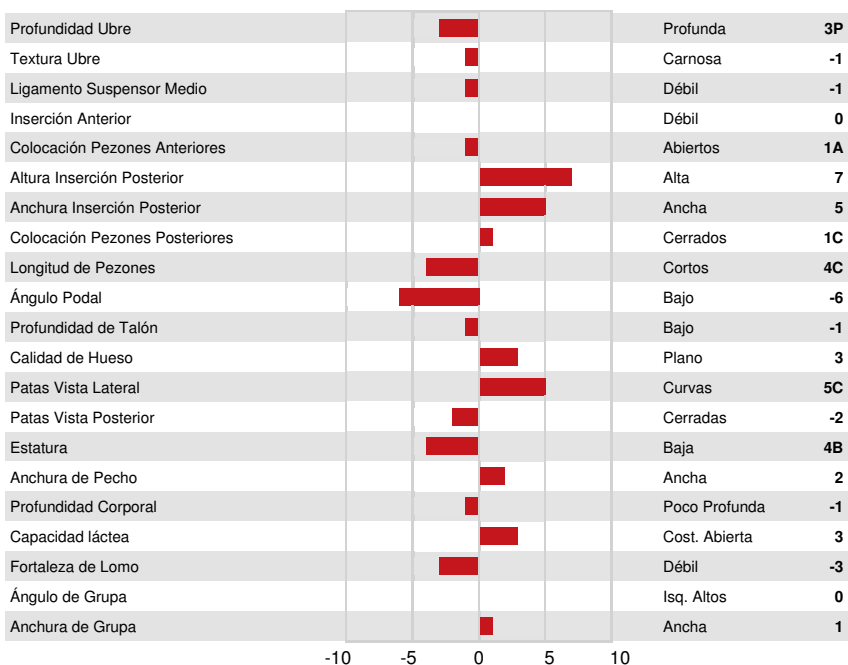 Profundidad Ubre Profunda 3P
Textura Ubre Carnosa -1
Ligamento Suspensor Medio Débil -1
Inserción Anterior Débil 0
Colocación Pezones Anteriores Abiertos 1A
Altura Inserción Posterior Alta 7
Anchura Inserción Posterior Ancha 5
Colocación Pezones Posteriores Cerrados 1C
Longitud de Pezones Cortos 4C
Ángulo Podal Bajo -6
Profundidad de Talón Bajo -1
Calidad de Hueso Plano 3
Patas Vista Lateral Curvas 5C
Patas Vista Posterior Cerradas -2
Estatura Baja 4B
Anchura de Pecho Ancha 2
Profundidad Corporal Poco Profunda -1
Capacidad láctea Cost. Abierta 3
Fortaleza de Lomo Débil -3
Ángulo de Grupa Isq. Altos 0
Anchura de Grupa Ancha 1
-10 -5 0 5 10